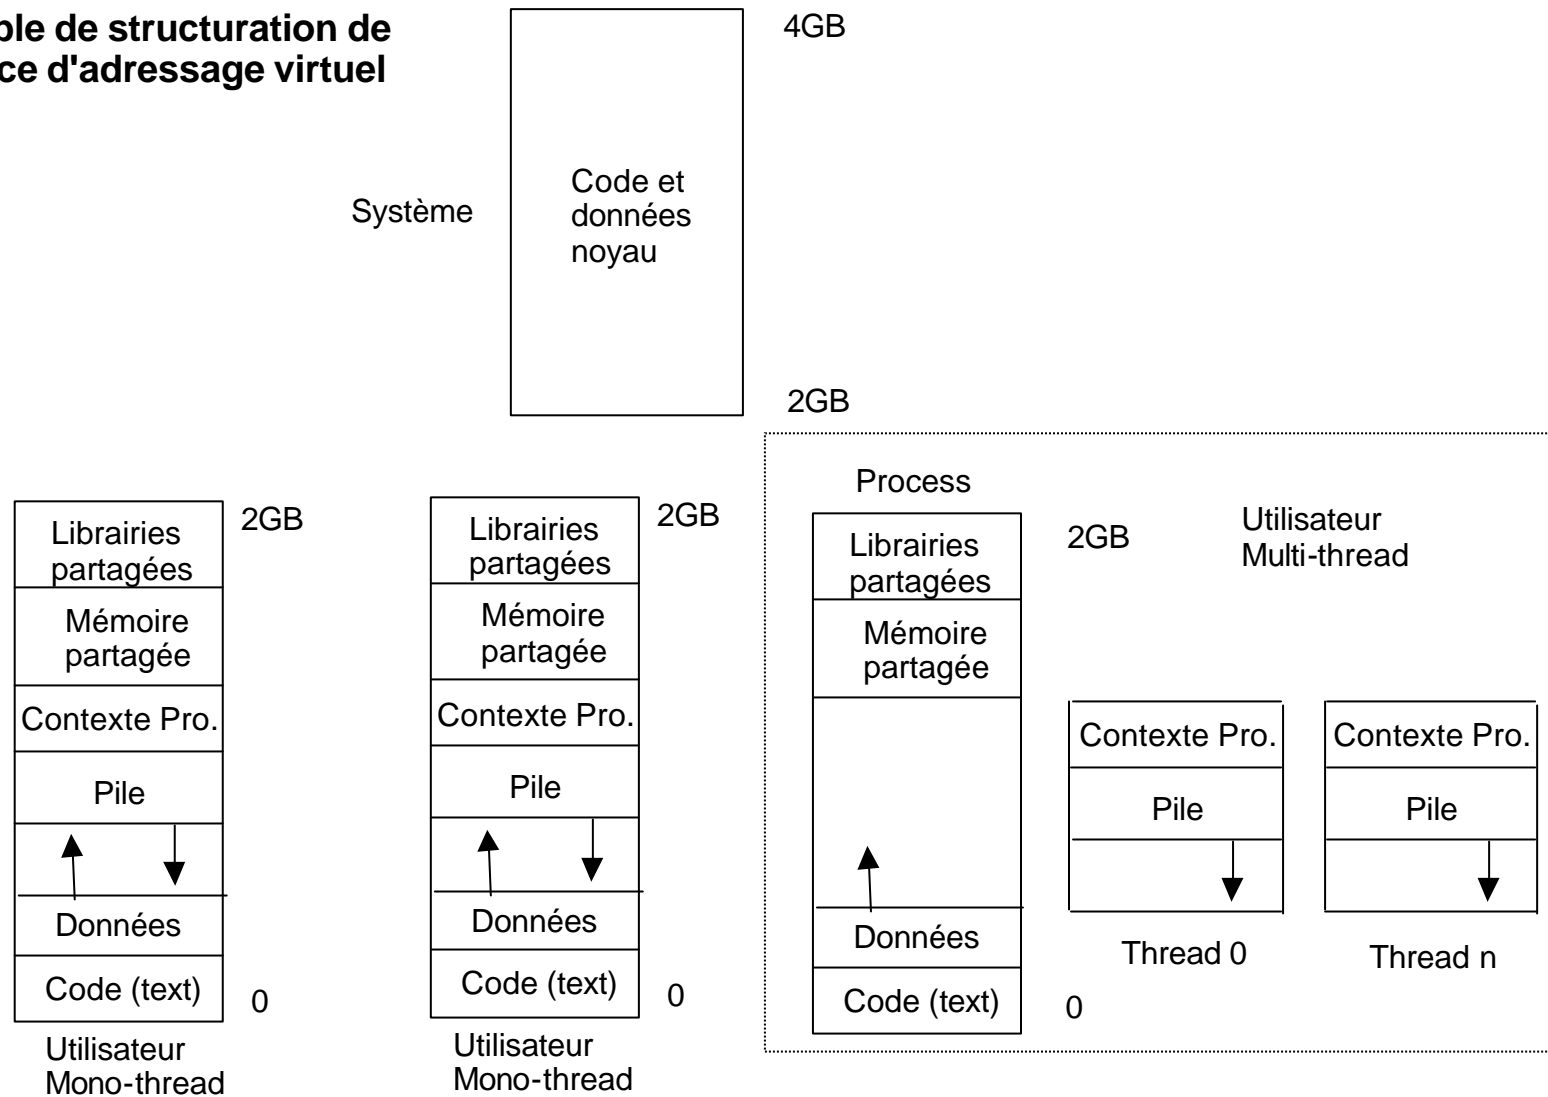 ple de structuration de
ce d'adressage virtuel
4GB
Système
Code et
données
noyau
2GB
Librairies
partagées
2GB
Mémoire
partagée
Contexte Pro.
Pile
Données
Code (text)
0
Utilisateur
Mono-thread
Librairies
partagées
2GB
Mémoire
partagée
Contexte Pro.
Pile
Données
Code (text)
0
Utilisateur
Mono-thread
Process
Librairies
partagées
2GB
Utilisateur
Multi-thread
Mémoire
partagée
Données
Code (text)
0
Contexte Pro.
Pile
Thread 0
Contexte Pro.
Pile
Thread n